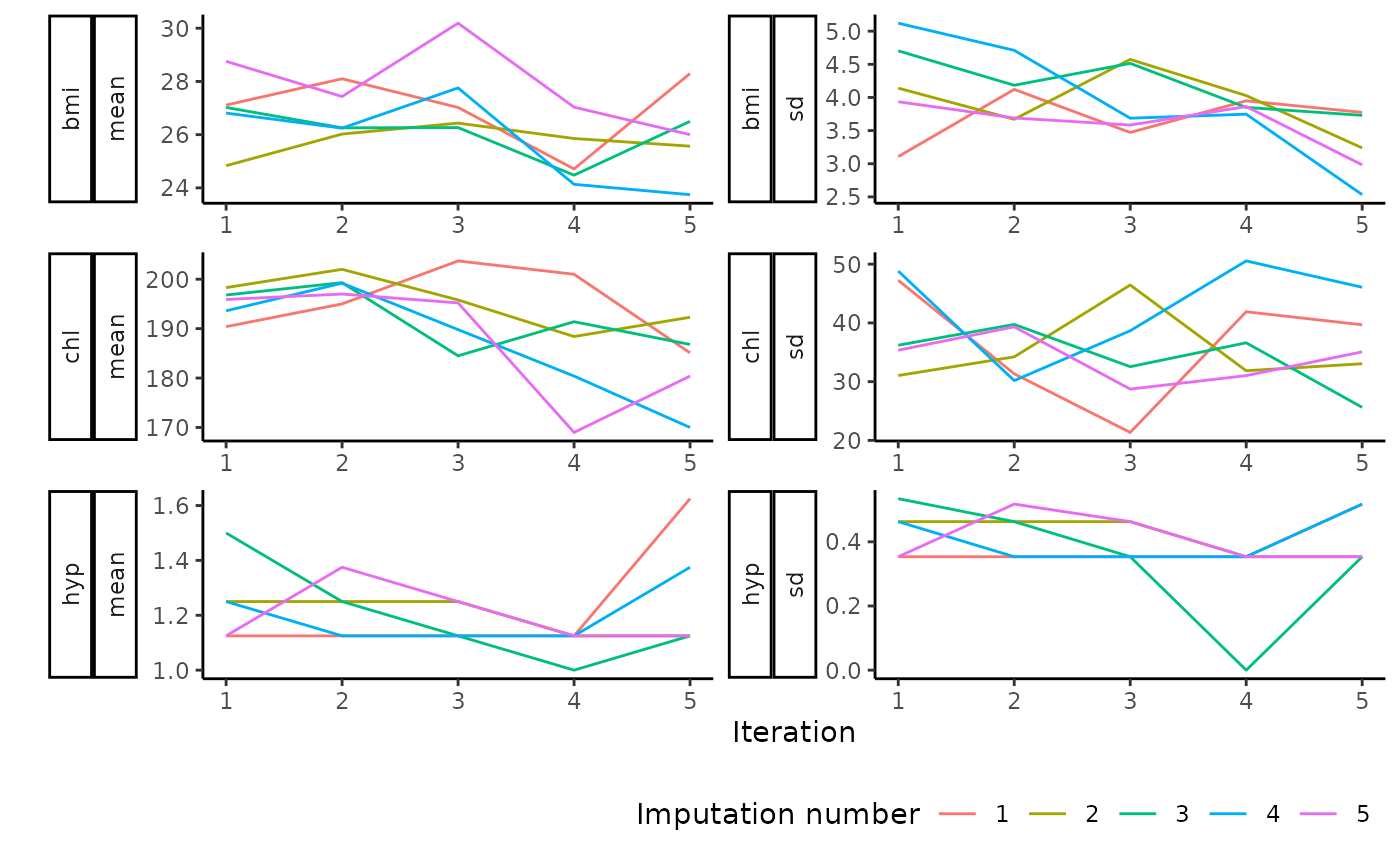 bmi mean 30 28 26 24 1 2 3 4 5
bmi sd 5.0 4.5 4.0 3.5 3.0 2.5 1 2 3 4 5
chl mean 200 190 180 170 1 2 3 4 5
chl sd 50 40 30 20 1 2 3 4 5
hyp mean 1.6 1.4 1.2 1.0 1 2 3 4 5
hyp sd 0.4 0.2 0.0 1 2 3 4 5
Iteration
Imputation number 1 2 3 4 5